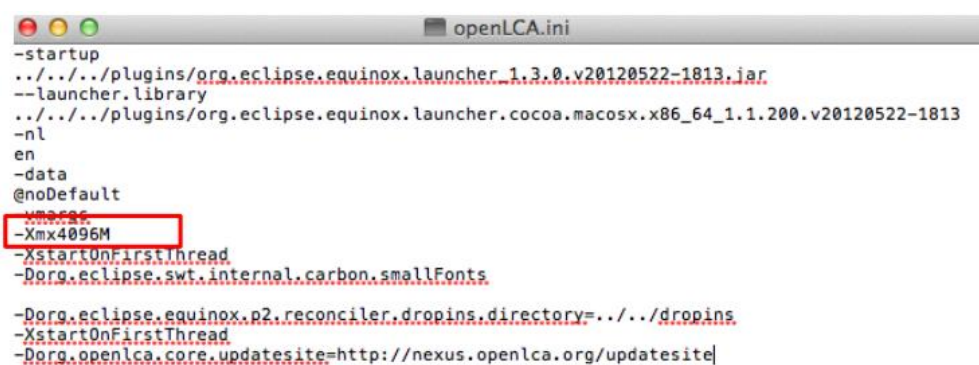 openLCA.ini
-startup
../../../plugins/org.eclipse.equinox.launcher_1.3.0.v20120522-1813.jar
--launcher.library
../../../plugins/org.eclipse.equinox.launcher.cocoa.macosx.x86_64_1.1.200.v20120522-1813
-nl
en
-data
@noDefault
-vmargs
-Xmx4096M
-XstartOnFirstThread
-Dorg.eclipse.swt.internal.carbon.smallFonts
-Dorg.eclipse.equinox.p2.reconciler.dropins.directory=../../dropins
-XstartOnFirstThread
-Dorg.openlca.core.updatesite=http://nexus.openlca.org/updatesite